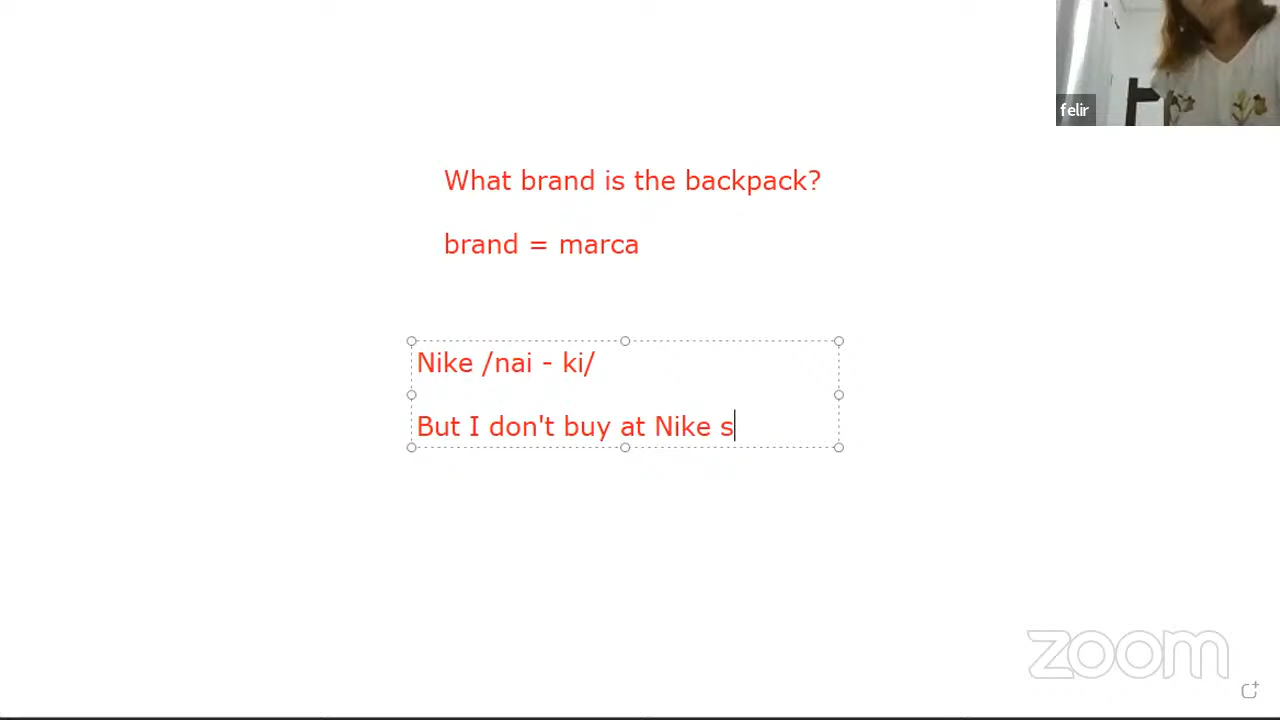 felir
What brand is the backpack?
brand = marca
Nike /nai - ki/
But I don't buy at Nike s
zoom